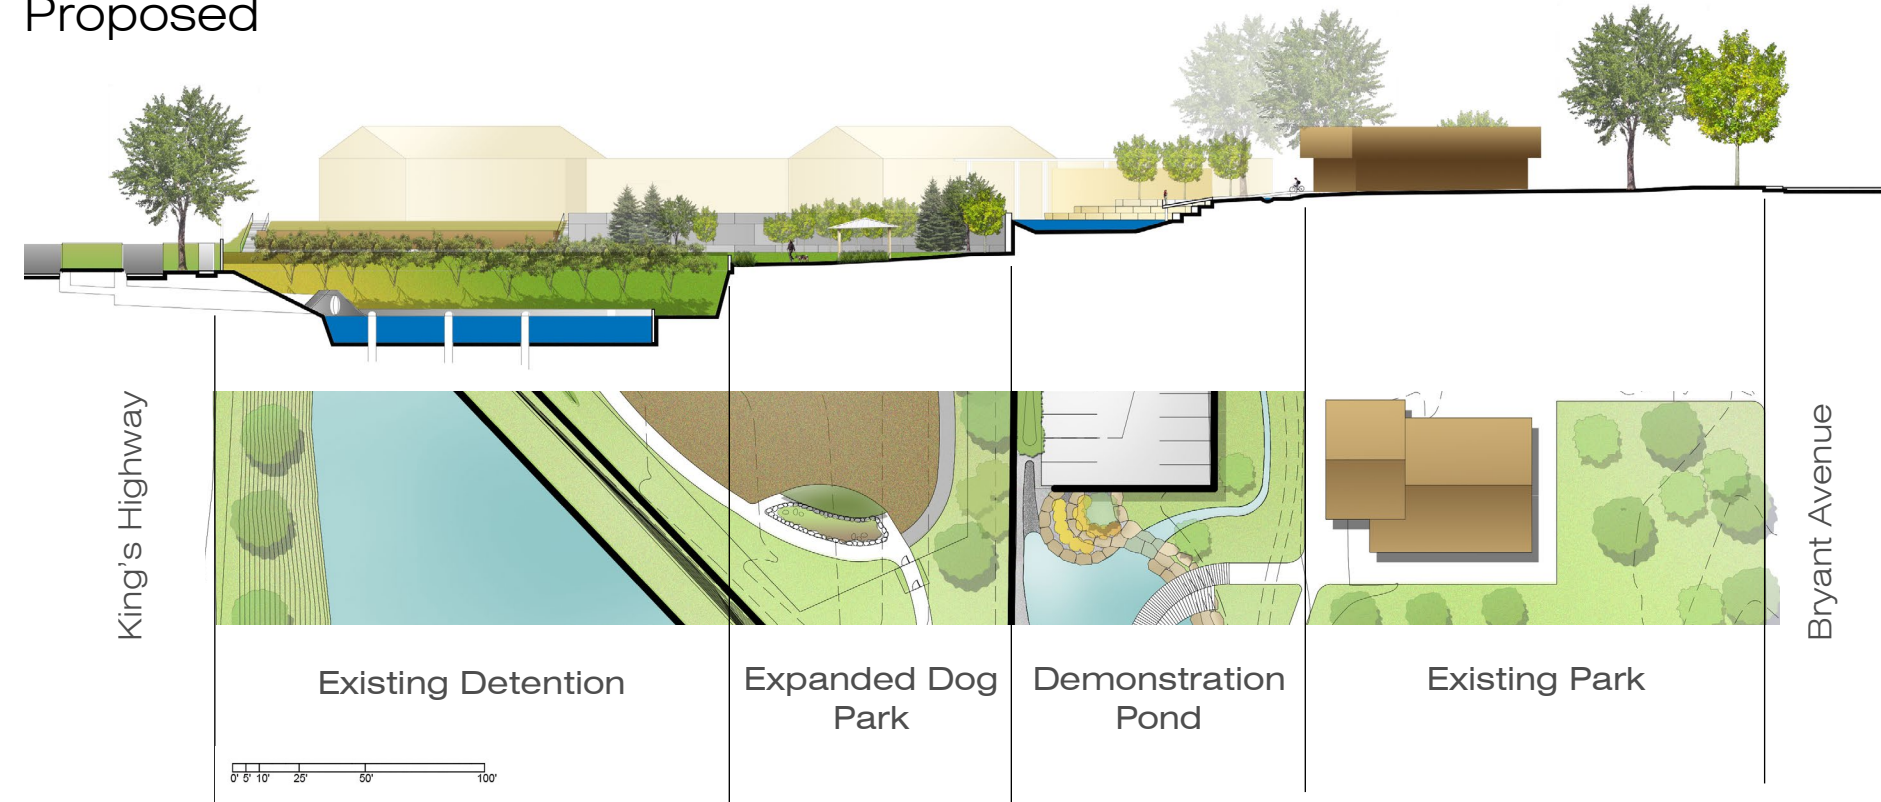 Proposed
King's Highway
Bryant Avenue
Existing Detention
Expanded Dog
Park
Demonstration
Pond
Existing Park
0' 5' 10' 25' 50' 100'